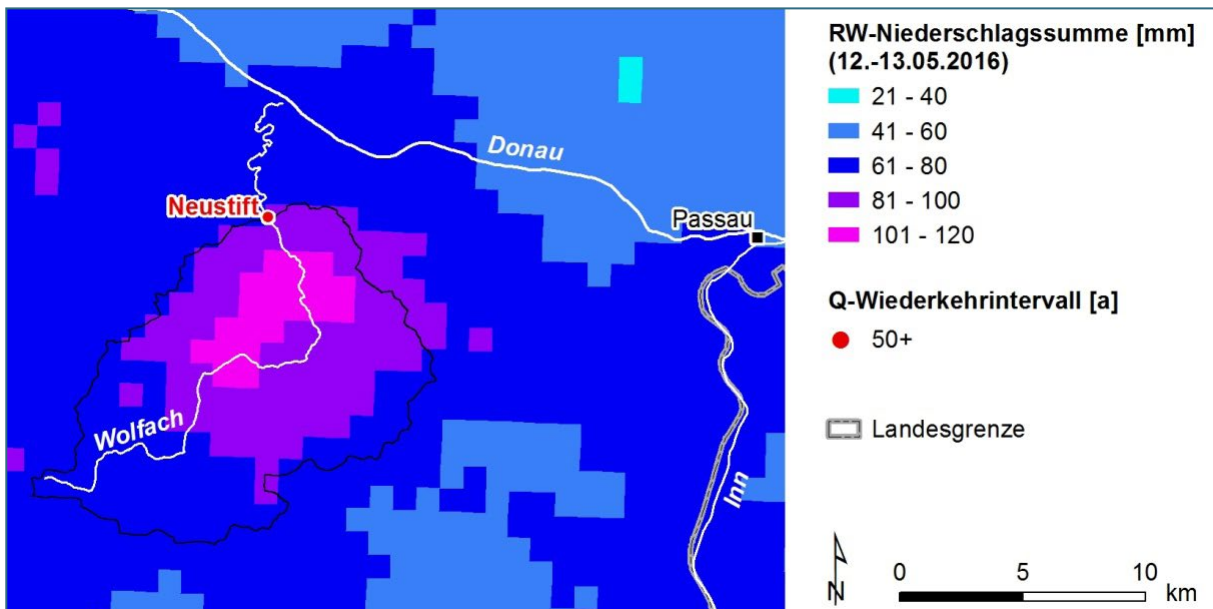 Donau
Neustift
Passau
Wolfach
Inn
RW-Niederschlagssumme [mm]
(12.-13.05.2016)
21 - 40
41 - 60
61 - 80
81 - 100
101 - 120
Q-Wiederkehrintervall [a]
50+
Landesgrenze
N
0 5 10
km